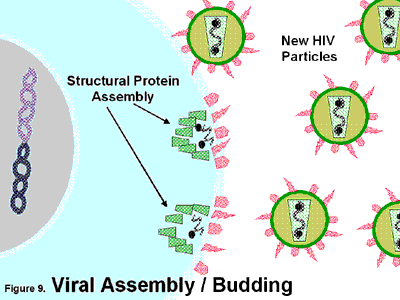 New HIV
Particles
Structural Protein
Assembly
Figure 9. Viral Assembly / Budding